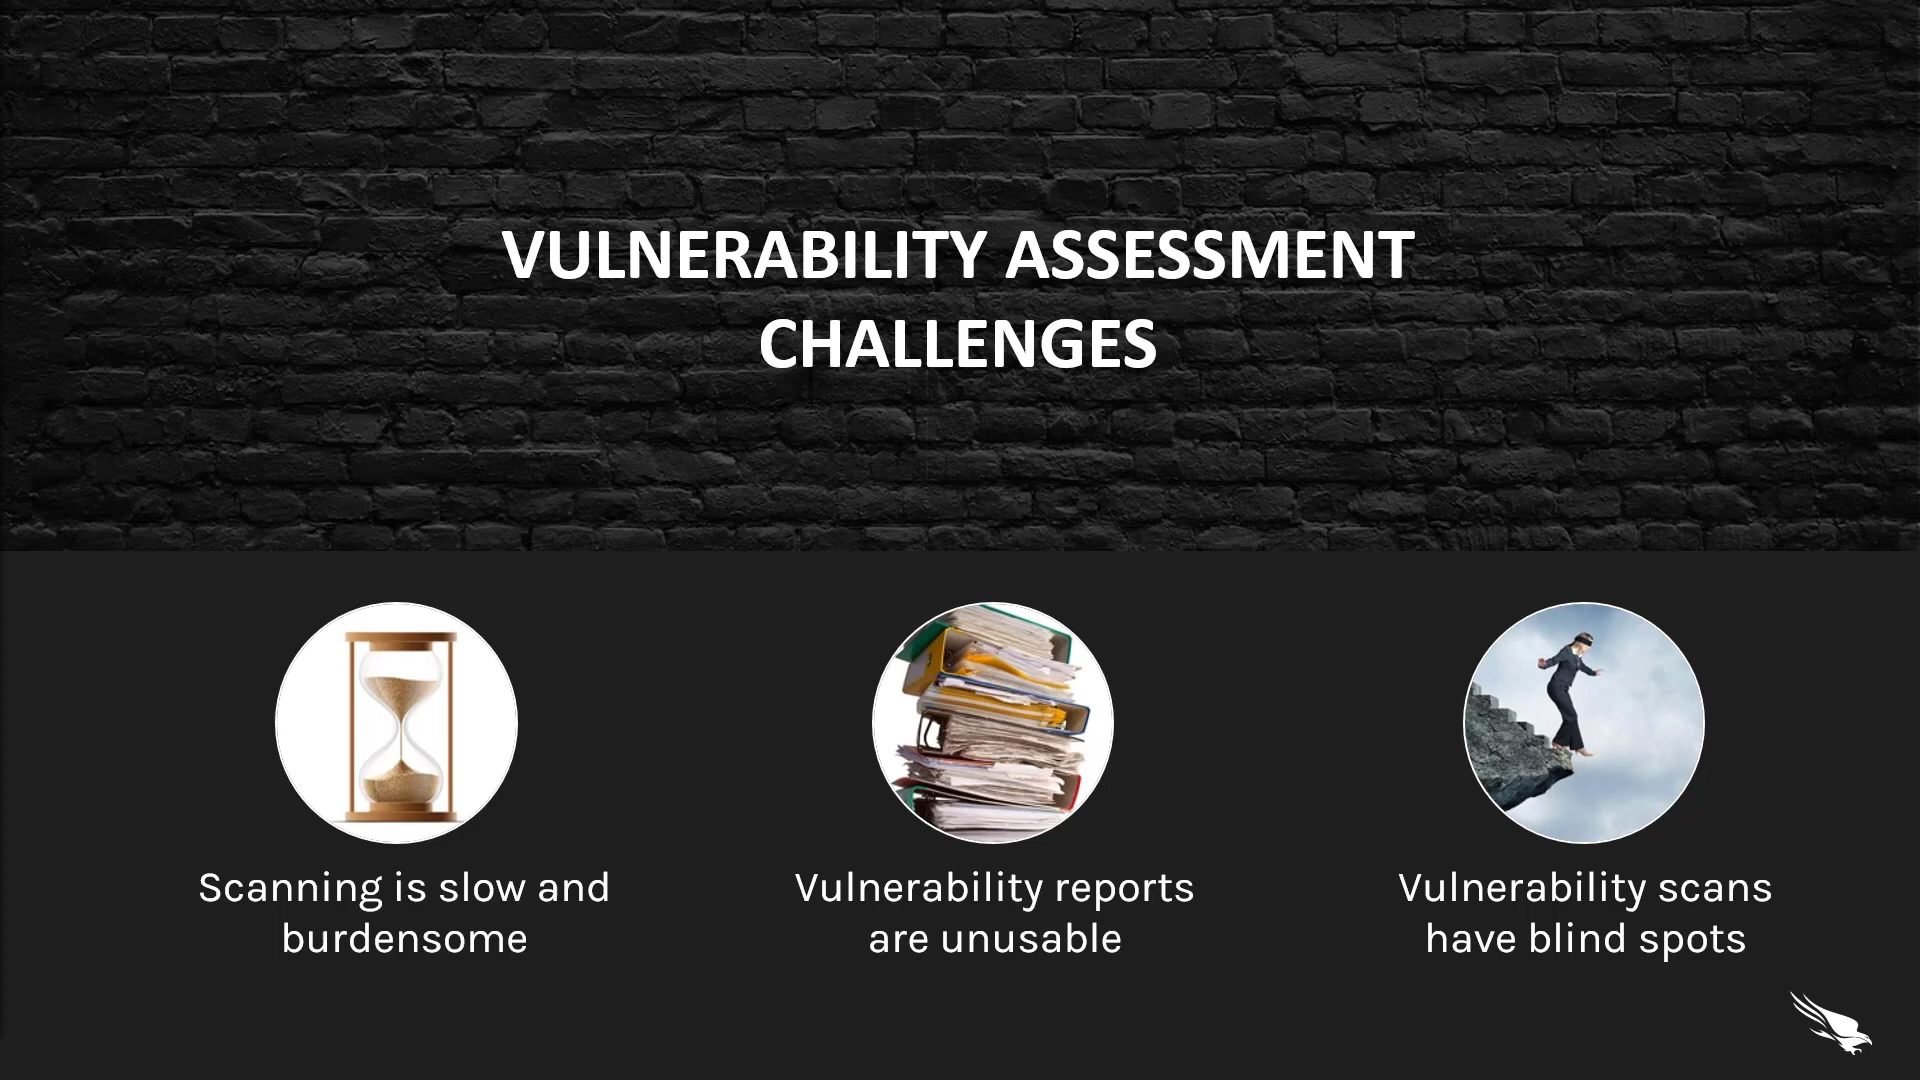 VULNERABILITY ASSESSMENT
CHALLENGES
Scanning is slow and
burdensome
Vulnerability reports
are unusable
Vulnerability scans
have blind spots